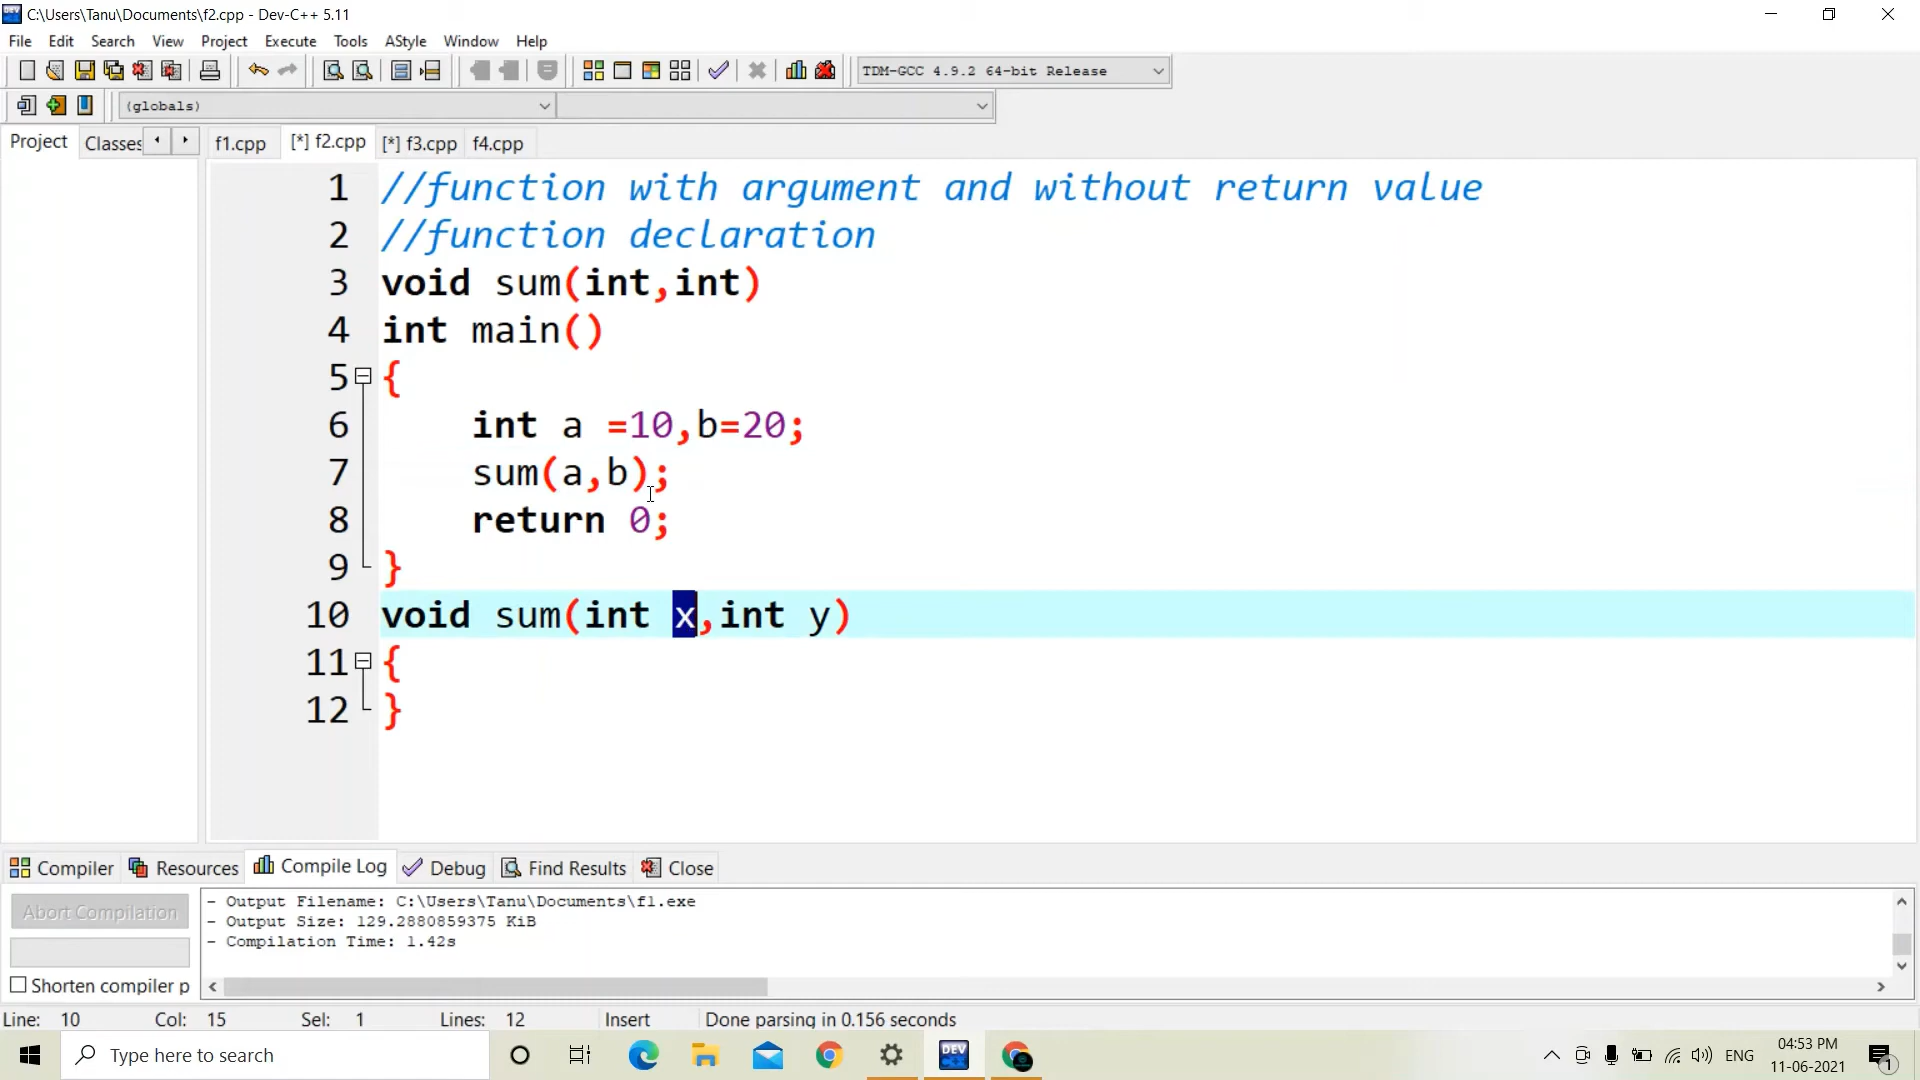 C:\Users\Tanu\Documents\f2.cpp - Dev-C++ 5.11
File Edit Search View Project Execute Tools AStyle Window Help
TDM-GCC 4.9.2 64-bit Release
(globals)
Project Classes f1.cpp [*] f2.cpp [*] f3.cpp f4.cpp
1 //function with argument and without return value
2 //function declaration
3 void sum(int,int)
4 int main()
5 {
6 int a =10,b=20;
7 sum(a,b);
8 return 0;
9 }
10 void sum(int x,int y)
11 {
12 }
Compiler Resources Compile Log Debug Find Results Close
Abort Compilation
- Output Filename: C:\Users\Tanu\Documents\f1.exe
- Output Size: 129.2880859375 KiB
- Compilation Time: 1.42s
Shorten compiler p
Line: 10 Col: 15 Sel: 1 Lines: 12 Insert Done parsing in 0.156 seconds
Type here to search
DEV
ENG
04:53 PM
11-06-2021
1